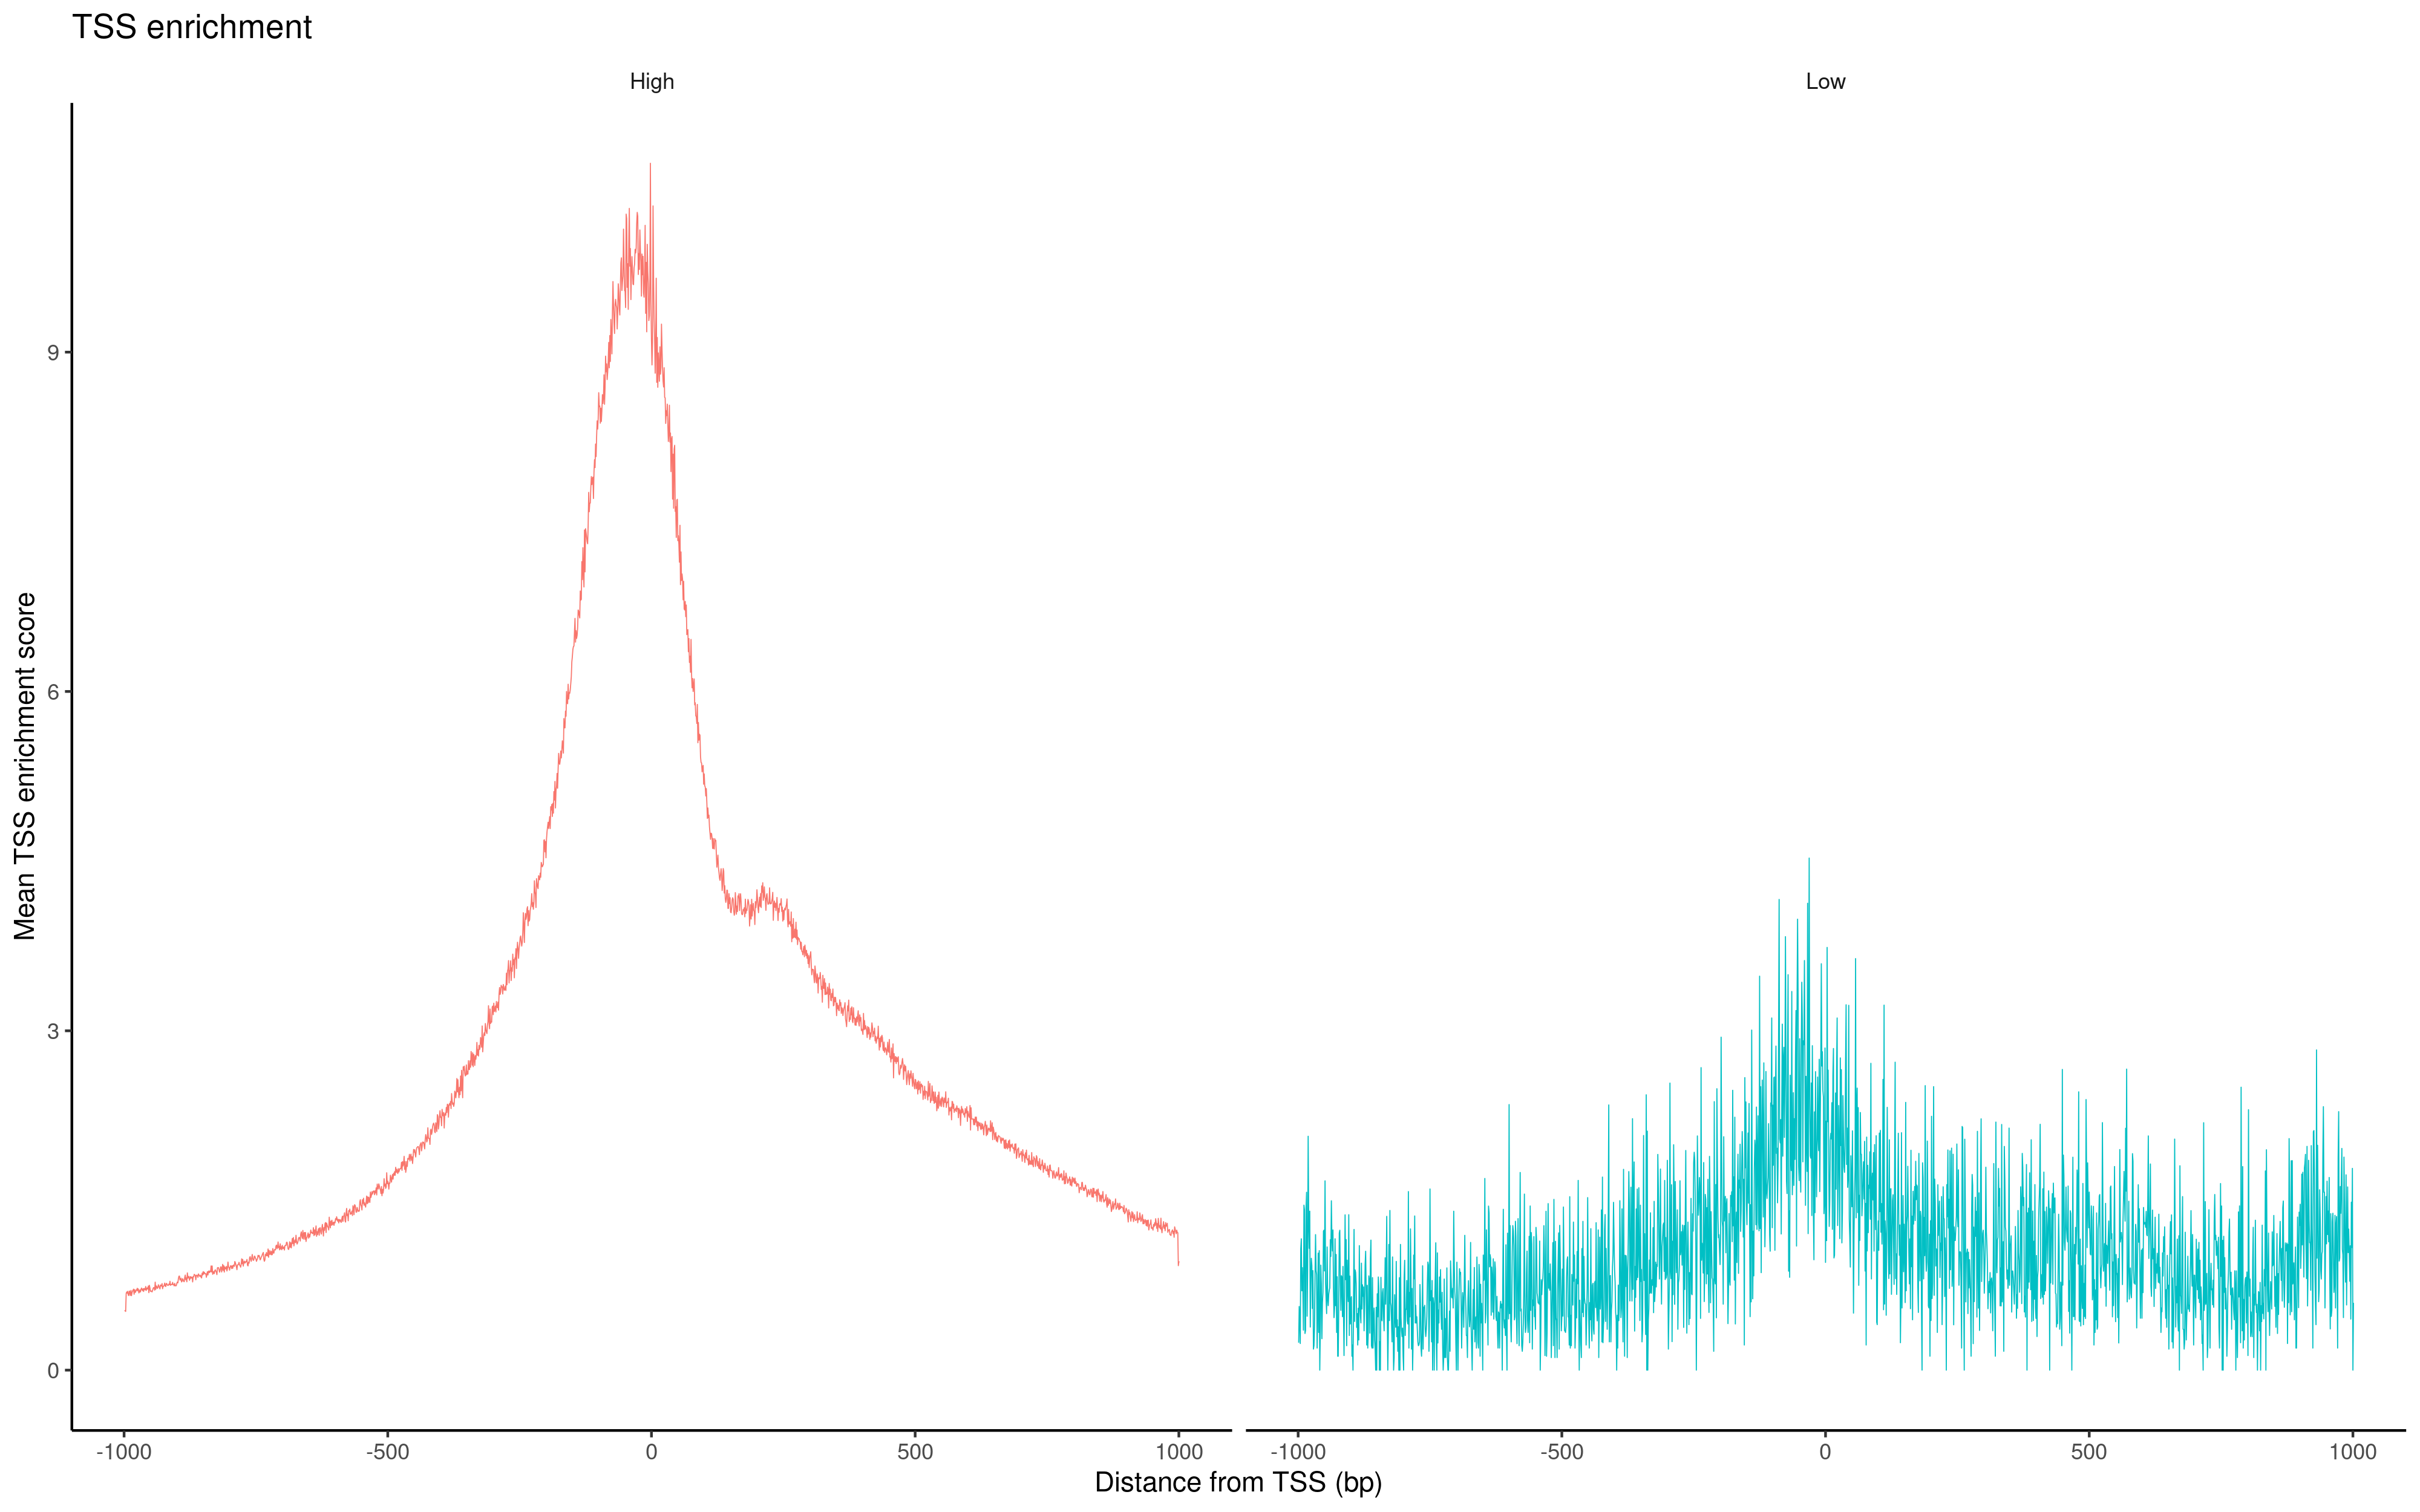 TSS enrichment
High
Low
Mean TSS enrichment score
9
6
3
0
-1000 -500 0 500 1000 -1000 -500 0 500 1000
Distance from TSS (bp)